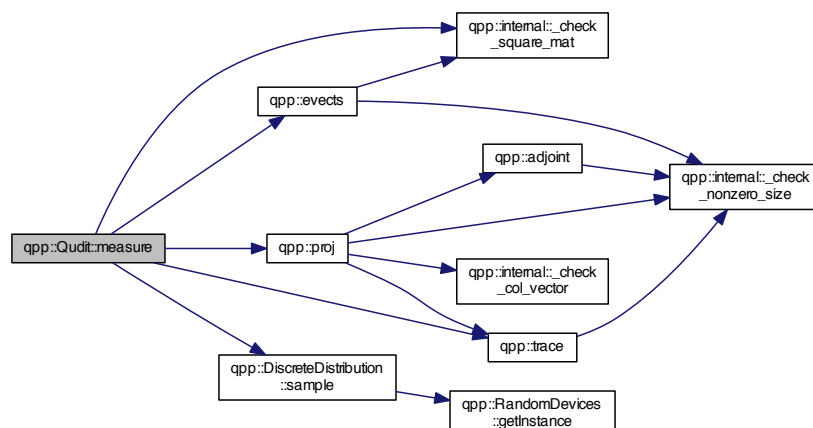 qpp::internal::_check
_square_mat
qpp::evects
qpp::adjoint
qpp::internal::_check
_nonzero_size
qpp::Qudit::measure
qpp::proj
qpp::internal::_check
_col_vector
qpp::trace
qpp::DiscreteDistribution
::sample
qpp::RandomDevices
::getInstance